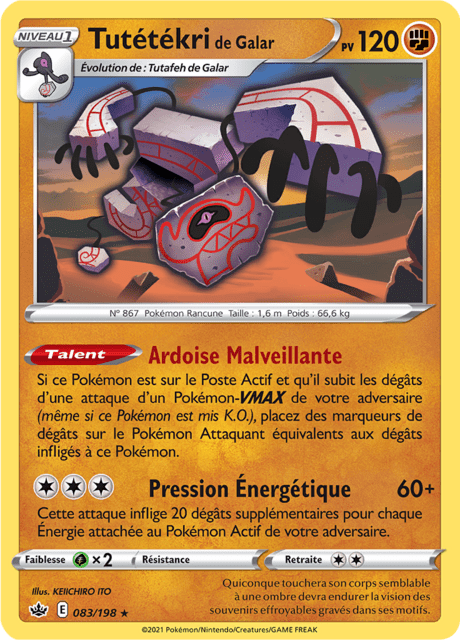 NIVEAU 1
Tutétékri de Galar PV 120
Évolution de : Tutafeh de Galar
N° 867 Pokémon Rancune Taille : 1,6 m Poids : 66,6 kg
Talent Ardoise Malveillante
Si ce Pokémon est sur le Poste Actif et qu'il subit les dégâts
d'une attaque d'un Pokémon-VMAX de votre adversaire
(même si ce Pokémon est mis K.O.), placez des marqueurs de
dégâts sur le Pokémon Attaquant équivalents aux dégâts
infligés à ce Pokémon.
Pression Énergétique 60+
Cette attaque inflige 20 dégâts supplémentaires pour chaque
Énergie attachée au Pokémon Actif de votre adversaire.
Faiblesse ×2 Résistance Retraite
Illus. KEIICHIRO ITO
E 083/198 ★
Quiconque touchera son corps semblable
à une ombre devra endurer la vision des
souvenirs effroyables gravés dans ses motifs.
©2021 Pokémon/Nintendo/Creatures/GAME FREAK